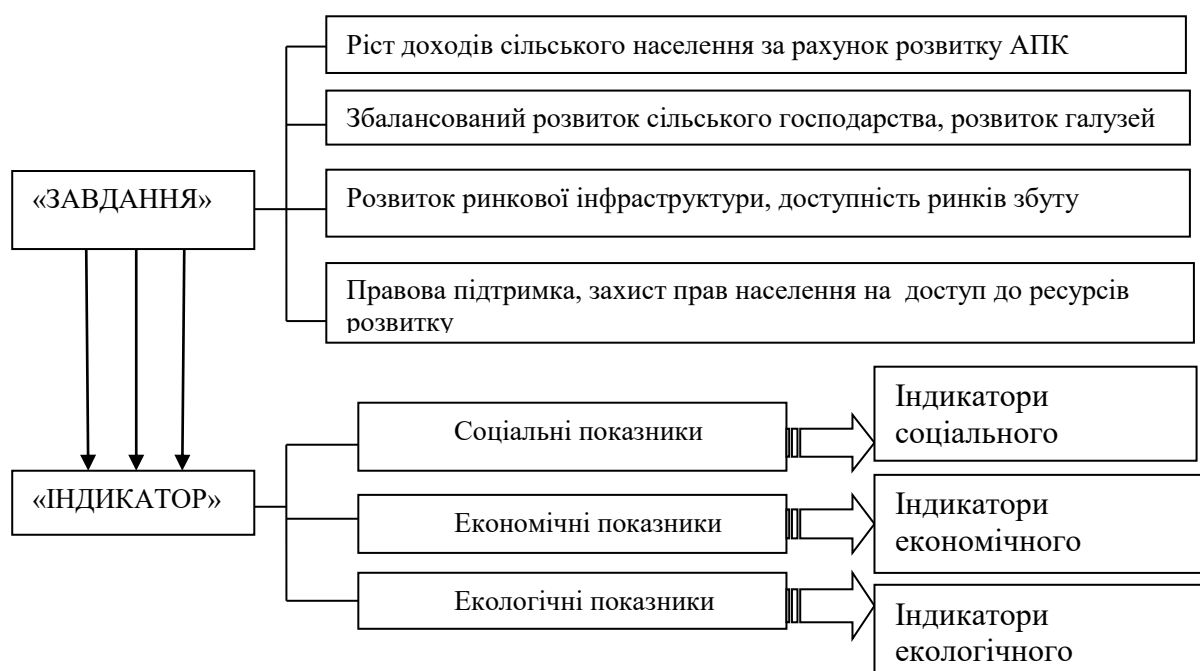 Ріст доходів сільського населення за рахунок розвитку АПК
Збалансований розвиток сільського господарства, розвиток галузей
«ЗАВДАННЯ»
Розвиток ринкової інфраструктури, доступність ринків збуту
Правова підтримка, захист прав населення на доступ до ресурсів
розвитку
«ІНДИКАТОР»
Соціальні показники
Індикатори
соціального
Економічні показники
Індикатори
економічного
Екологічні показники
Індикатори
екологічного